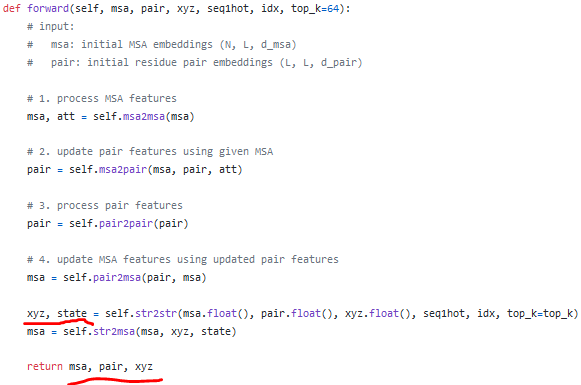 def forward(self, msa, pair, xyz, seq1hot, idx, top_k=64):
# input:
#   msa: initial MSA embeddings (N, L, d_msa)
#   pair: initial residue pair embeddings (L, L, d_pair)
# 1. process MSA features
msa, att = self.msa2msa(msa)
# 2. update pair features using given MSA
pair = self.msa2pair(msa, pair, att)
# 3. process pair features
pair = self.pair2pair(pair)
# 4. update MSA features using updated pair features
msa = self.pair2msa(pair, msa)
xyz, state = self.str2str(msa.float(), pair.float(), xyz.float(), seq1hot, idx, top_k=top_k)
msa = self.str2msa(msa, xyz, state)
return msa, pair, xyz